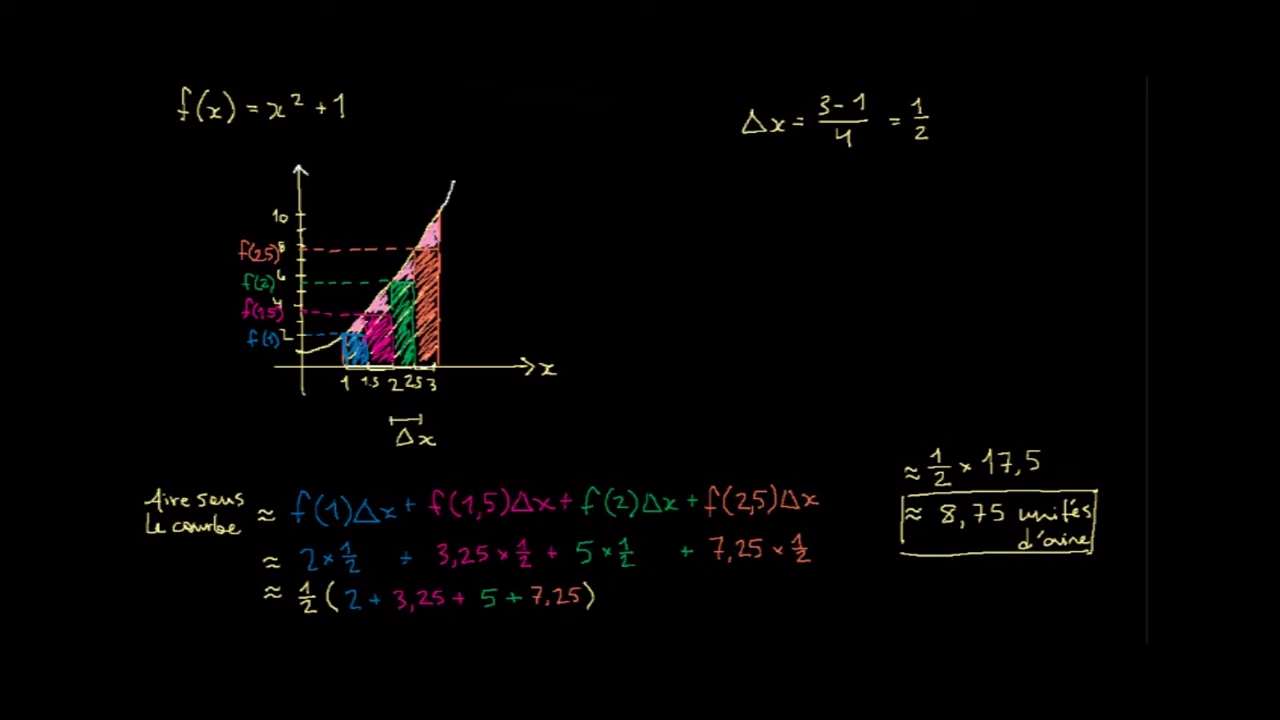 f(x) = x² + 1
Δx = (3-1)/4 = 1/2
10
f(2,5) 8
f(2) 6
f(1,5) 4
f(1) 2
x
1 1.5 2 2.5 3
Δx
Aire sous
la courbe
≈ f(1)Δx + f(1,5)Δx + f(2)Δx + f(2,5)Δx
≈ 2 × 1/2 + 3,25 × 1/2 + 5 × 1/2 + 7,25 × 1/2
≈ 1/2 (2 + 3,25 + 5 + 7,25)
≈ 1/2 × 17,5
≈ 8,75 unités
d'aire